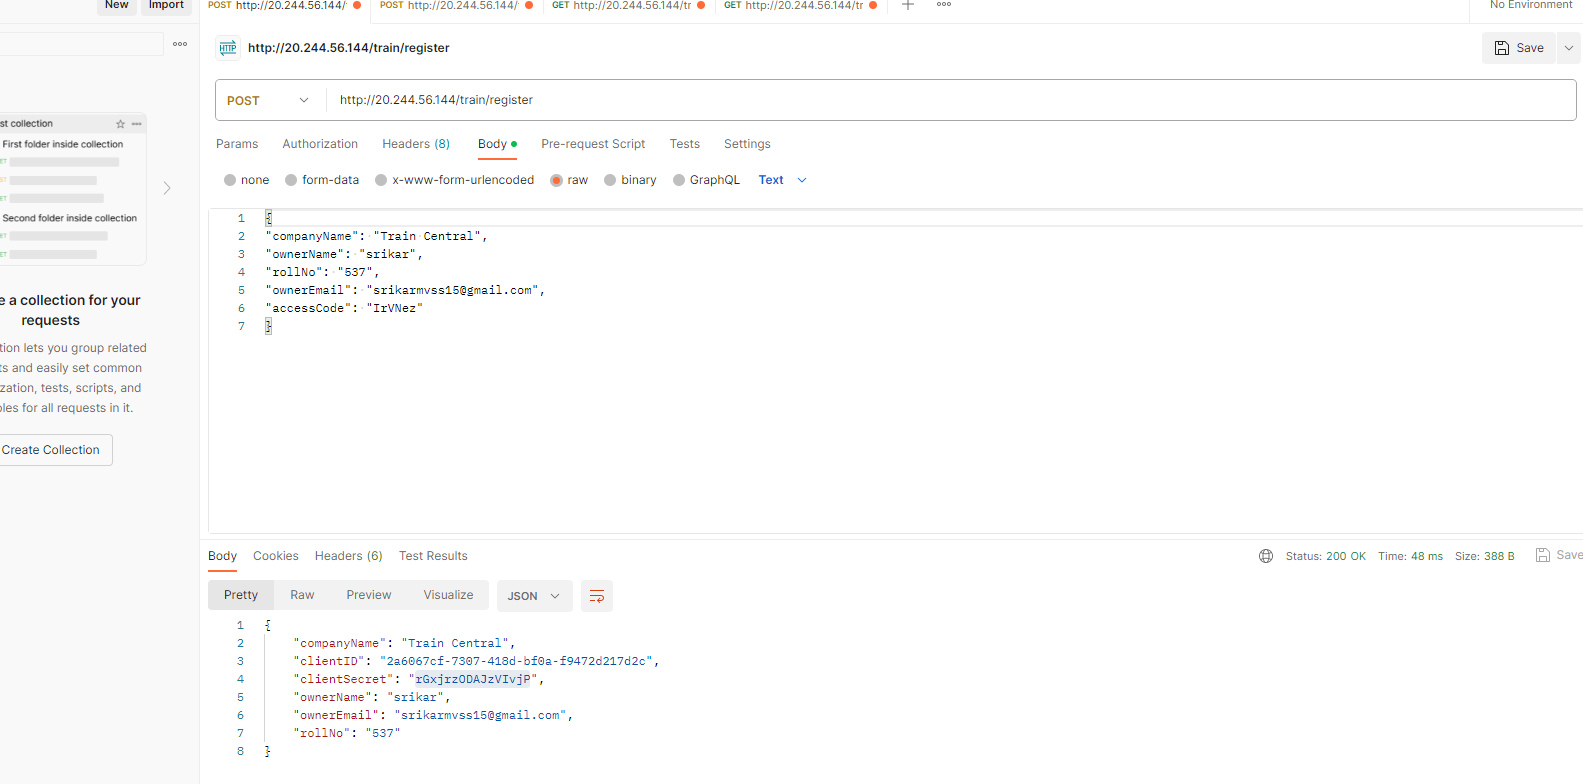 New Import
POST http://20.244.56.144/ POST http://20.244.56.144/ GET http://20.244.56.144/tr GET http://20.244.56.144/tr No Environment
HTTP http://20.244.56.144/train/register Save
POST http://20.244.56.144/train/register
Params Authorization Headers (8) Body Pre-request Script Tests Settings
none form-data x-www-form-urlencoded raw binary GraphQL Text
1 {
2 "companyName": "Train Central",
3 "ownerName": "srikar",
4 "rollNo": "537",
5 "ownerEmail": "srikarmvss15@gmail.com",
6 "accessCode": "IrVNez"
7 }
st collection
First folder inside collection
Second folder inside collection
e a collection for your
requests
tion lets you group related
ts and easily set common
zation, tests, scripts, and
bles for all requests in it.
Create Collection
Body Cookies Headers (6) Test Results Status: 200 OK Time: 48 ms Size: 388 B Save
Pretty Raw Preview Visualize JSON
1 {
2 "companyName": "Train Central",
3 "clientID": "2a6067cf-7307-418d-bf0a-f9472d217d2c",
4 "clientSecret": "rGxjrzODAJzVIvjP",
5 "ownerName": "srikar",
6 "ownerEmail": "srikarmvss15@gmail.com",
7 "rollNo": "537"
8 }